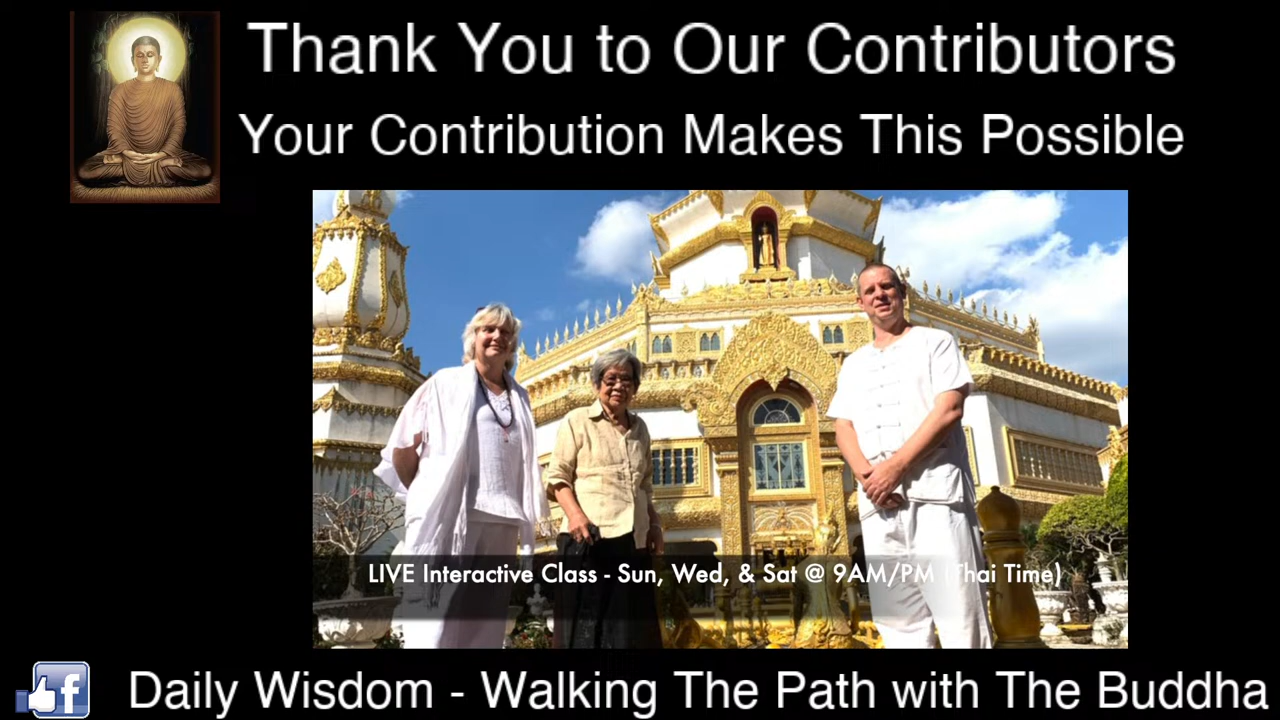 Thank You to Our Contributors
Your Contribution Makes This Possible
LIVE Interactive Class - Sun, Wed, & Sat @ 9AM/PM (Thai Time)
Daily Wisdom - Walking The Path with The Buddha